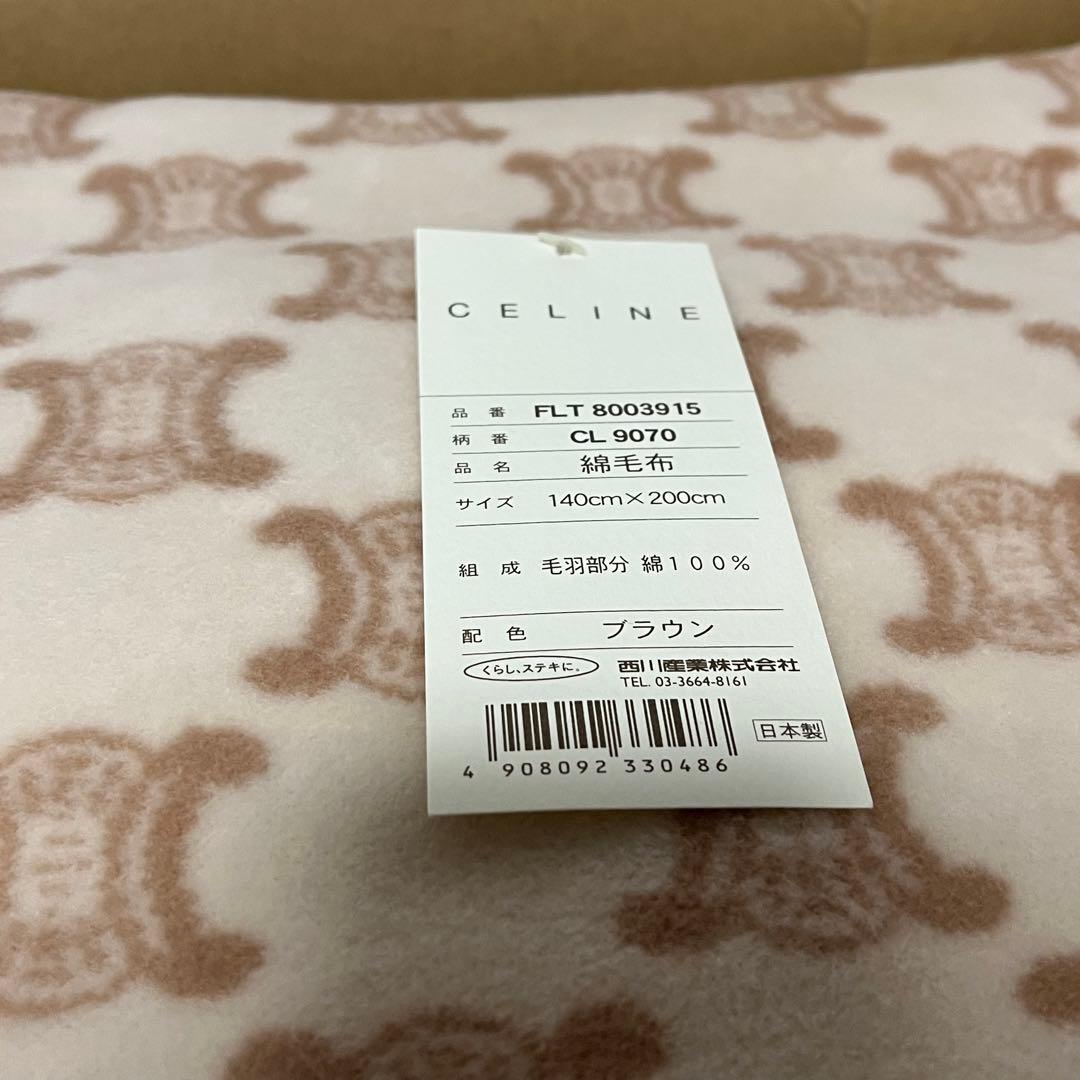 CELINE
品番 FLT 8003915
柄番 CL 9070
品名 綿毛布
サイズ 140cm×200cm
組成 毛羽部分 綿100%
配色 ブラウン
くらし、ステキに。 西川産業株式会社
TEL. 03-3664-8161
日本製
4 908092 330486